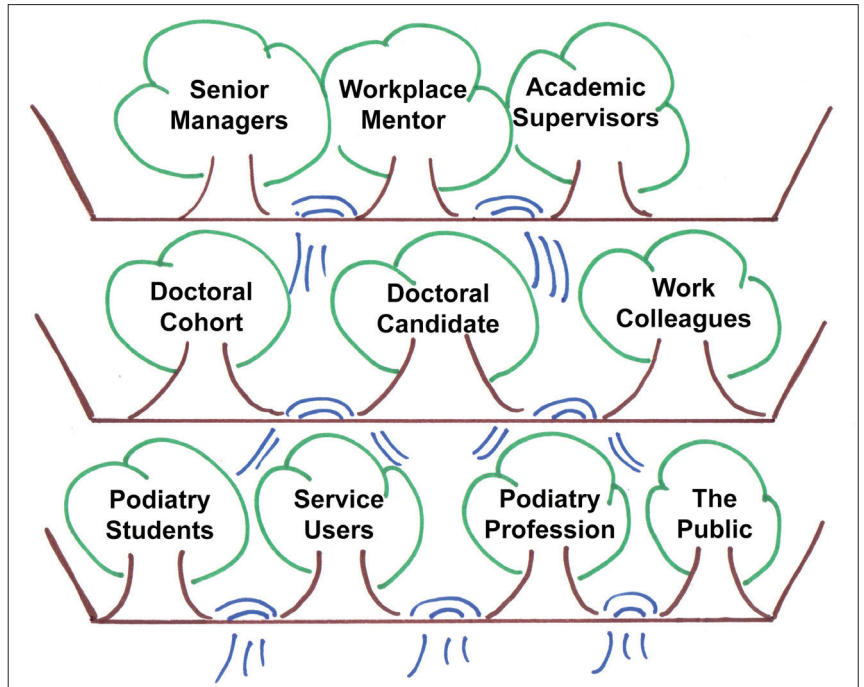 Senior
Managers
Workplace
Mentor
Academic
Supervisors
Doctoral
Cohort
Doctoral
Candidate
Work
Colleagues
Podiatry
Students
Service
Users
Podiatry
Profession
The
Public